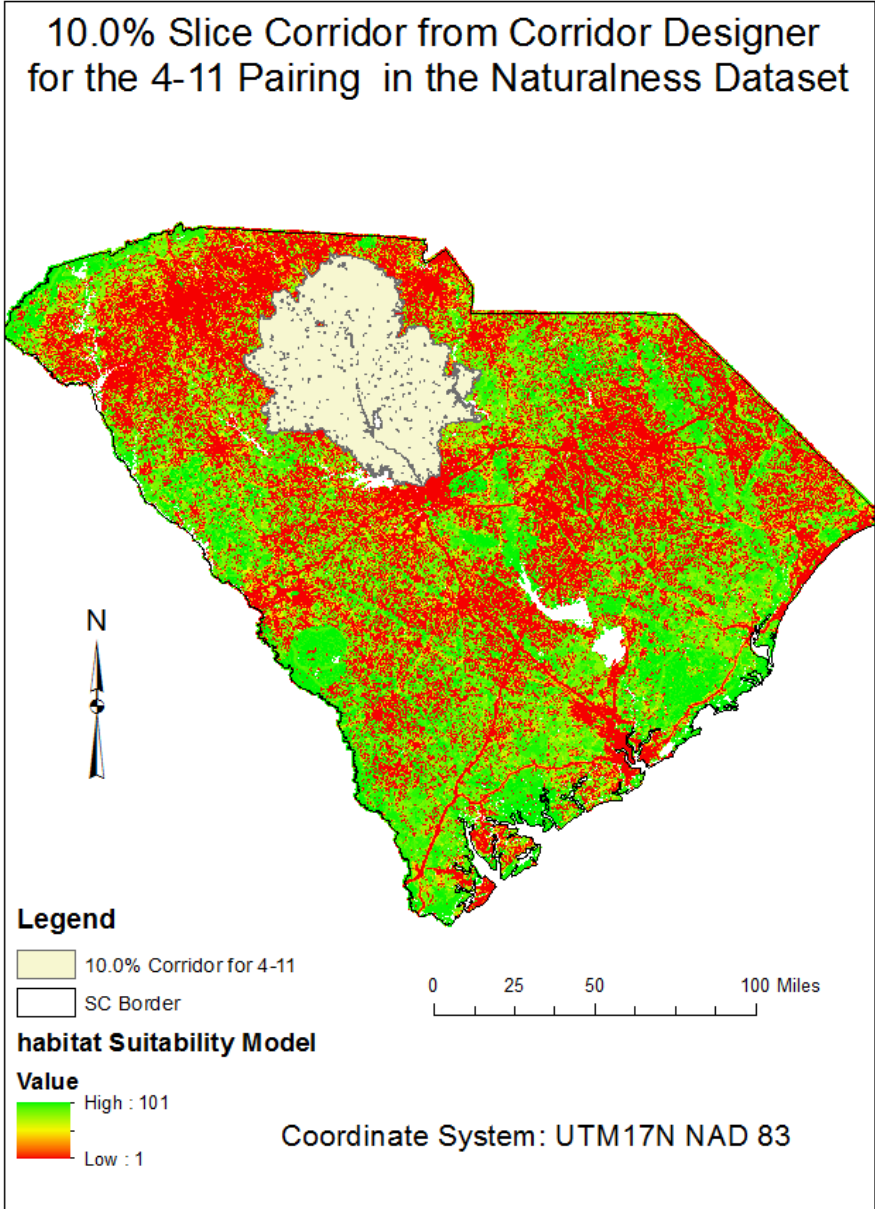 10.0% Slice Corridor from Corridor Designer
for the 4-11 Pairing in the Naturalness Dataset
N
Legend
10.0% Corridor for 4-11
SC Border
0 25 50 100 Miles
habitat Suitability Model
Value
High : 101
Low : 1
Coordinate System: UTM17N NAD 83